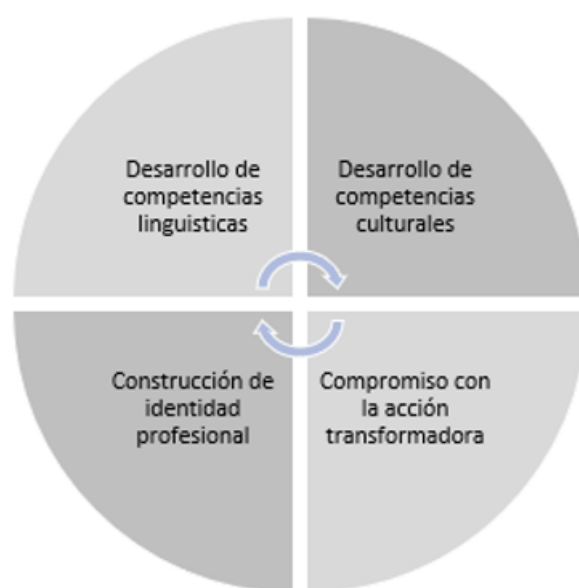 Desarrollo de
competencias
linguisticas
Desarrollo de
competencias
culturales
Construcción de
identidad
profesional
Compromiso con
la acción
transformadora